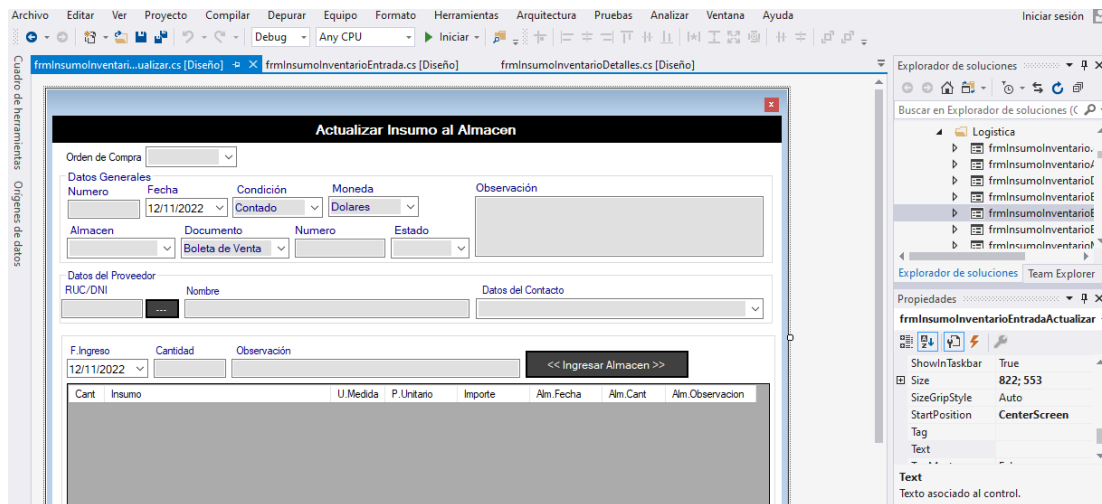 Archivo Editar Ver Proyecto Compilar Depurar Equipo Formato Herramientas Arquitectura Pruebas Analizar Ventana Ayuda Iniciar sesión
Debug Any CPU Iniciar
frmInsumoInventari...ualizar.cs [Diseño] frmInsumoInventarioEntrada.cs [Diseño] frmInsumoInventarioDetalles.cs [Diseño]
Cuadro de herramientas
Orígenes de datos
Actualizar Insumo al Almacen
Orden de Compra
Datos Generales
Numero Fecha Condición Moneda Observación
12/11/2022 Contado Dolares
Almacen Documento Numero Estado
Boleta de Venta
Datos del Proveedor
RUC/DNI Nombre Datos del Contacto
...
F.Ingreso Cantidad Observación
12/11/2022 << Ingresar Almacen >>
Cant Insumo U.Medida P.Unitario Importe Alm.Fecha Alm.Cant Alm.Observacion
Explorador de soluciones
Buscar en Explorador de soluciones (C
Logistica
frmInsumoInventario.
frmInsumoInventarioA
frmInsumoInventarioD
frmInsumoInventarioE
frmInsumoInventarioE
frmInsumoInventarioE
frmInsumoInventario
Explorador de soluciones Team Explorer
Propiedades
frmInsumoInventarioEntradaActualizar
ShowInTaskbar True
Size 822; 553
SizeGripStyle Auto
StartPosition CenterScreen
Tag
Text
Text
Texto asociado al control.